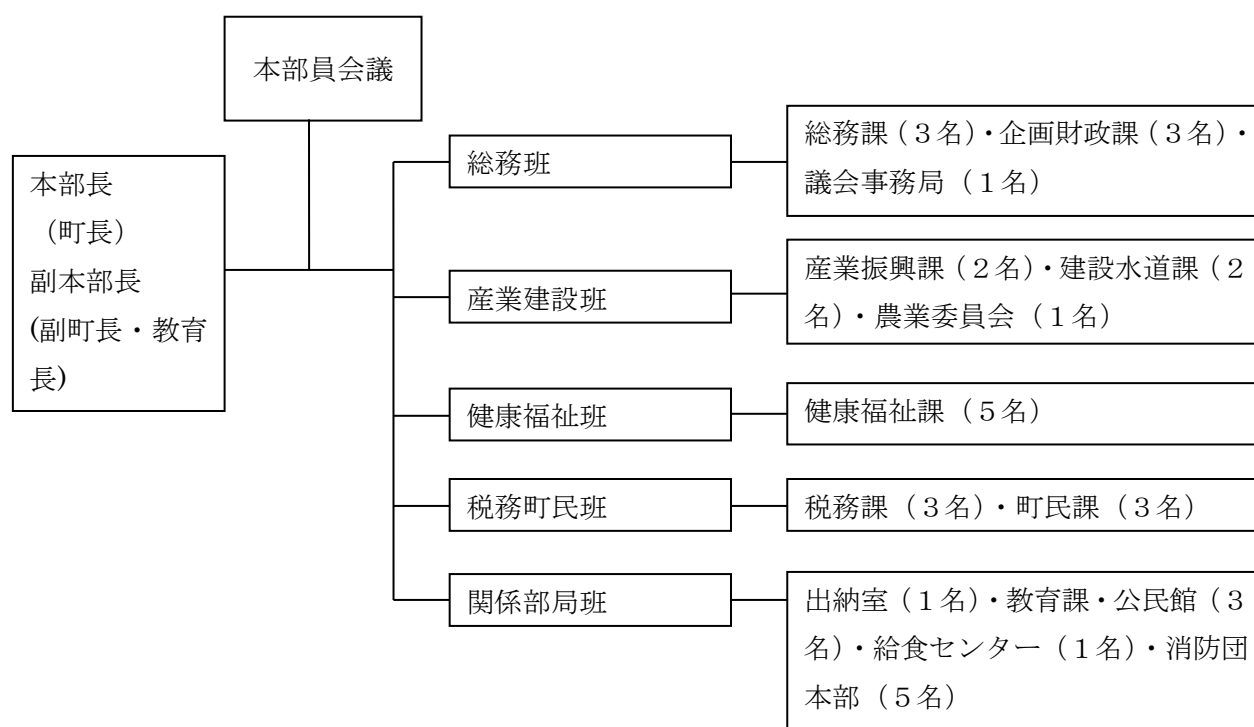 本部員会議
本部長
（町長）
副本部長
(副町長・教育
長)
総務班
総務課（３名）・企画財政課（３名）・
議会事務局（１名）
産業建設班
産業振興課（２名）・建設水道課（２
名）・農業委員会（１名）
健康福祉班
健康福祉課（５名）
税務町民班
税務課（３名）・町民課（３名）
関係部局班
出納室（１名）・教育課・公民館（３
名）・給食センター（１名）・消防団
本部（５名）